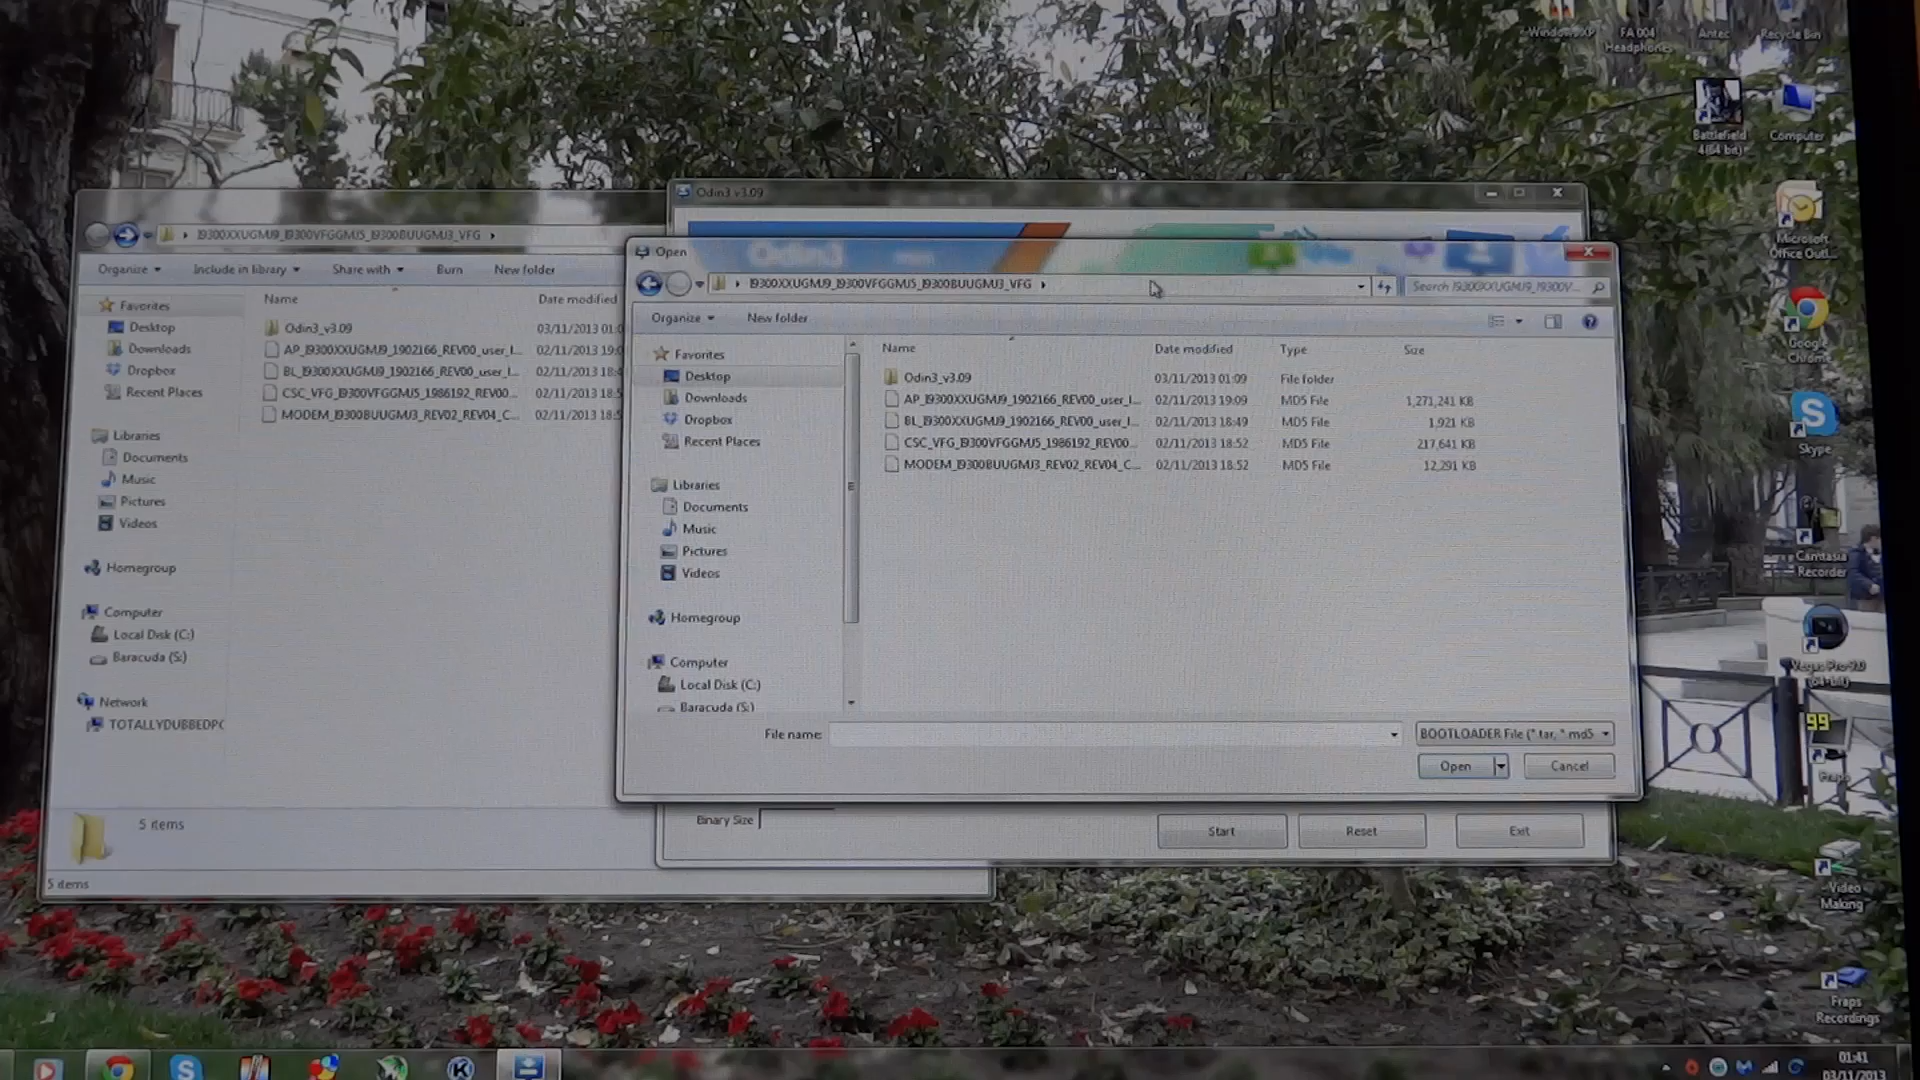 Windows XP
FA 004 Headphones
Antec
Recycle Bin
Battlefield 4 (64 bit)
Computer
Microsoft Office Outl...
Google Chrome
Skype
Camtasia Recorder
Vegas Pro 9.0 (64-bit)
99
Fraps
Video Making
Fraps Recordings
Odin3 v3.09
I9300XXUGMJ9_I9300VFGGMJ5_I9300BUUGMJ3_VFG
Organize
Include in library
Share with
Burn
New folder
Favorites
Desktop
Downloads
Dropbox
Recent Places
Libraries
Documents
Music
Pictures
Videos
Homegroup
Computer
Local Disk (C:)
Baracuda (S:)
Network
TOTALLYDUBBEDPC
Name
Date modified
Odin3_v3.09 03/11/2013 01:0
AP_I9300XXUGMJ9_1902166_REV00_user_l... 02/11/2013 19:0
BL_I9300XXUGMJ9_1902166_REV00_user_l... 02/11/2013 18:4
CSC_VFG_I9300VFGGMJ5_1986192_REV00... 02/11/2013 18:5
MODEM_I9300BUUGMJ3_REV02_REV04_C... 02/11/2013 18:5
5 items
5 items
Open
I9300XXUGMJ9_I9300VFGGMJ5_I9300BUUGMJ3_VFG
Search I9300XXUGMJ9_I9300V...
Organize
New folder
Favorites
Desktop
Downloads
Dropbox
Recent Places
Libraries
Documents
Music
Pictures
Videos
Homegroup
Computer
Local Disk (C:)
Baracuda (S:)
Name Date modified Type Size
Odin3_v3.09 03/11/2013 01:09 File folder
AP_I9300XXUGMJ9_1902166_REV00_user_l... 02/11/2013 19:09 MD5 File 1,271,241 KB
BL_I9300XXUGMJ9_1902166_REV00_user_l... 02/11/2013 18:49 MD5 File 1,921 KB
CSC_VFG_I9300VFGGMJ5_1986192_REV00... 02/11/2013 18:52 MD5 File 217,641 KB
MODEM_I9300BUUGMJ3_REV02_REV04_C... 02/11/2013 18:52 MD5 File 12,291 KB
File name:
BOOTLOADER File (*.tar, *.md5
Open
Cancel
Binary Size
Start
Reset
Exit
01:41
03/11/2013